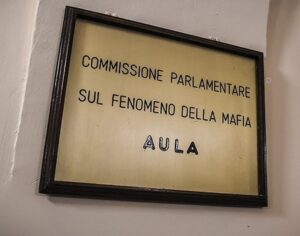 COMMISSIONE PARLAMENTARE
SUL FENOMENO DELLA MAFIA
AULA